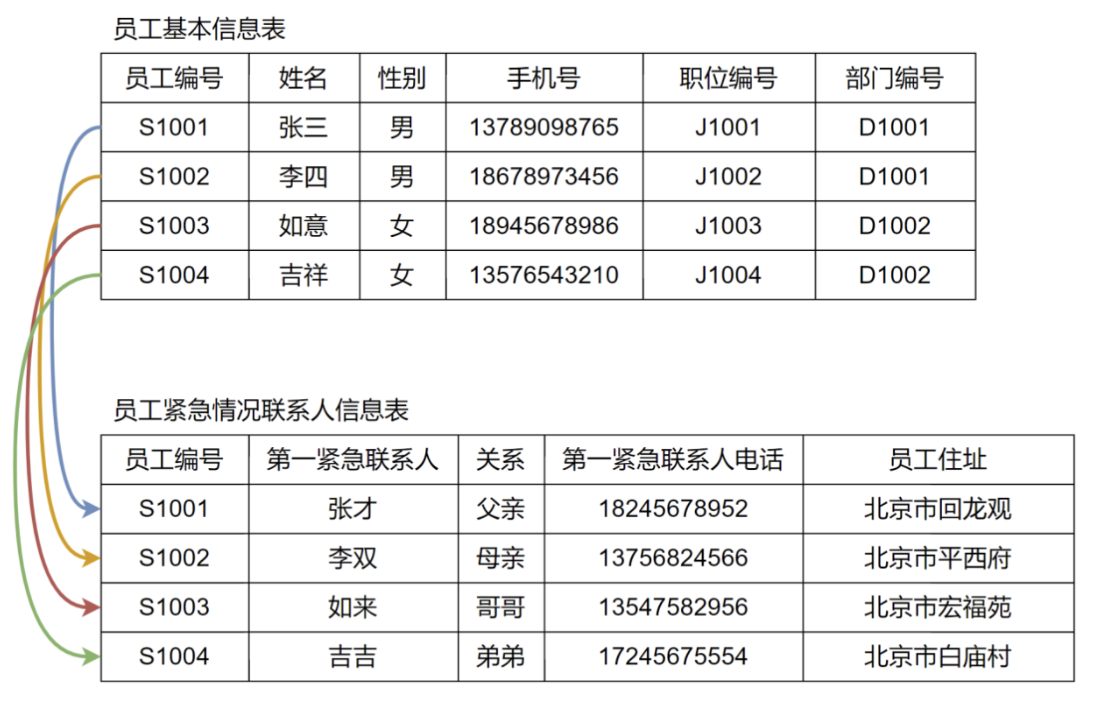 员工基本信息表
员工编号 姓名 性别 手机号 职位编号 部门编号
S1001 张三 男 13789098765 J1001 D1001
S1002 李四 男 18678973456 J1002 D1001
S1003 如意 女 18945678986 J1003 D1002
S1004 吉祥 女 13576543210 J1004 D1002
员工紧急情况联系人信息表
员工编号 第一紧急联系人 关系 第一紧急联系人电话 员工住址
S1001 张才 父亲 18245678952 北京市回龙观
S1002 李双 母亲 13756824566 北京市平西府
S1003 如来 哥哥 13547582956 北京市宏福苑
S1004 吉吉 弟弟 17245675554 北京市白庙村